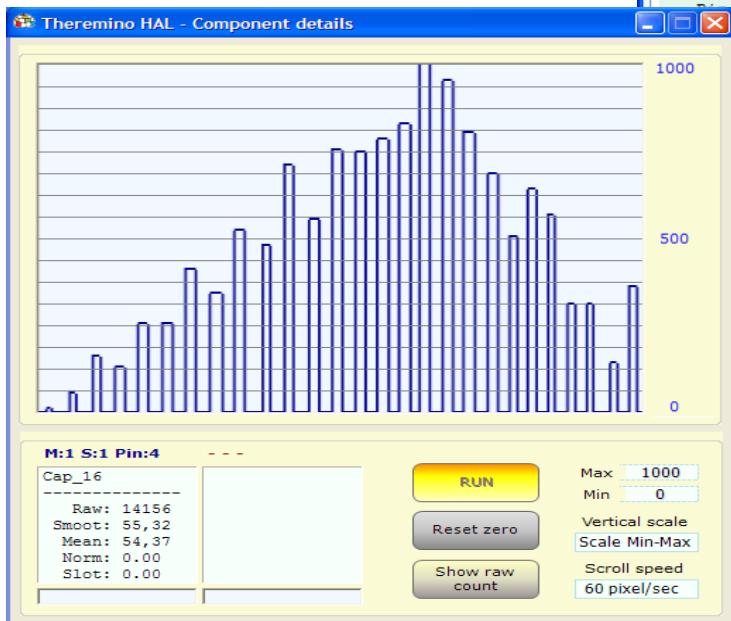 Theremino HAL - Component details
1000
500
0
M:1 S:1 Pin:4
- - -
Cap_16
--------------
Raw: 14156
Smoot: 55,32
Mean: 54,37
Norm: 0.00
Slot: 0.00
RUN
Reset zero
Show raw
count
Max 1000
Min 0
Vertical scale
Scale Min-Max
Scroll speed
60 pixel/sec